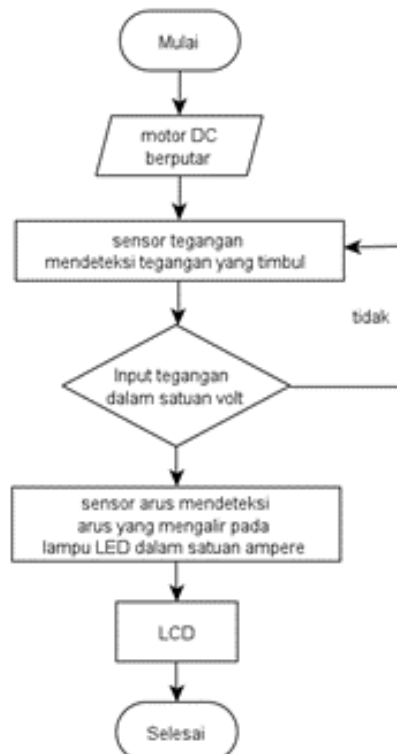 Mulai
motor DC
berputar
sensor tegangan
mendeteksi tegangan yang timbul
tidak
Input tegangan
dalam satuan volt
sensor arus mendeteksi
arus yang mengalir pada
lampu LED dalam satuan ampere
LCD
Selesai